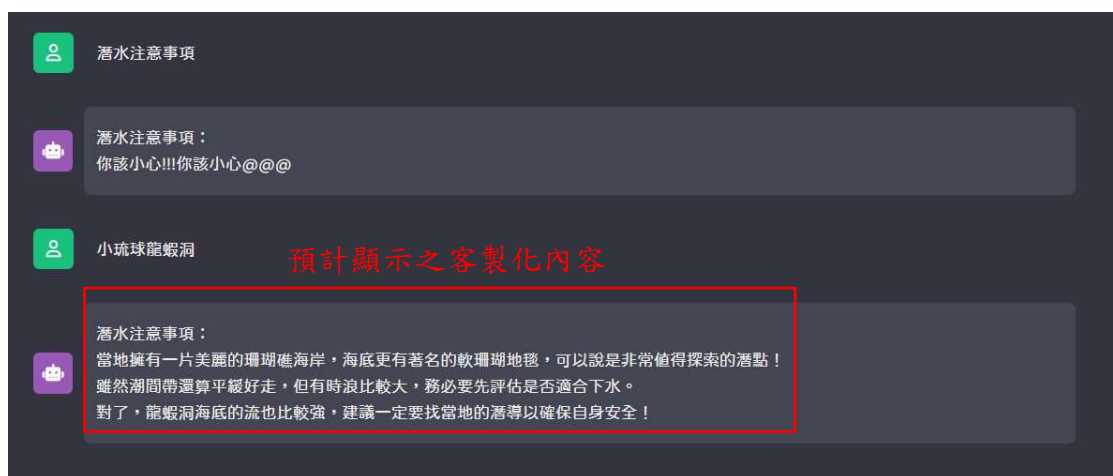 潛水注意事項
潛水注意事項：
你該小心!!!你該小心@@@
小琉球龍蝦洞
預計顯示之客製化內容
潛水注意事項：
當地擁有一片美麗的珊瑚礁海岸，海底更有著名的軟珊瑚地毯，可以說是非常值得探索的潛點！
雖然潮間帶還算平緩好走，但有時浪比較大，務必要先評估是否適合下水。
對了，龍蝦洞海底的流也比較強，建議一定要找當地的潛導以確保自身安全！